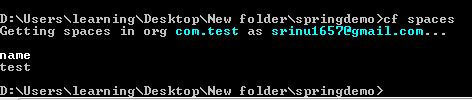 D:\Users\learning\Desktop\New folder\springdemo>cf spaces
Getting spaces in org com.test as srinu1657@gmail.com...
name
test
D:\Users\learning\Desktop\New folder\springdemo>